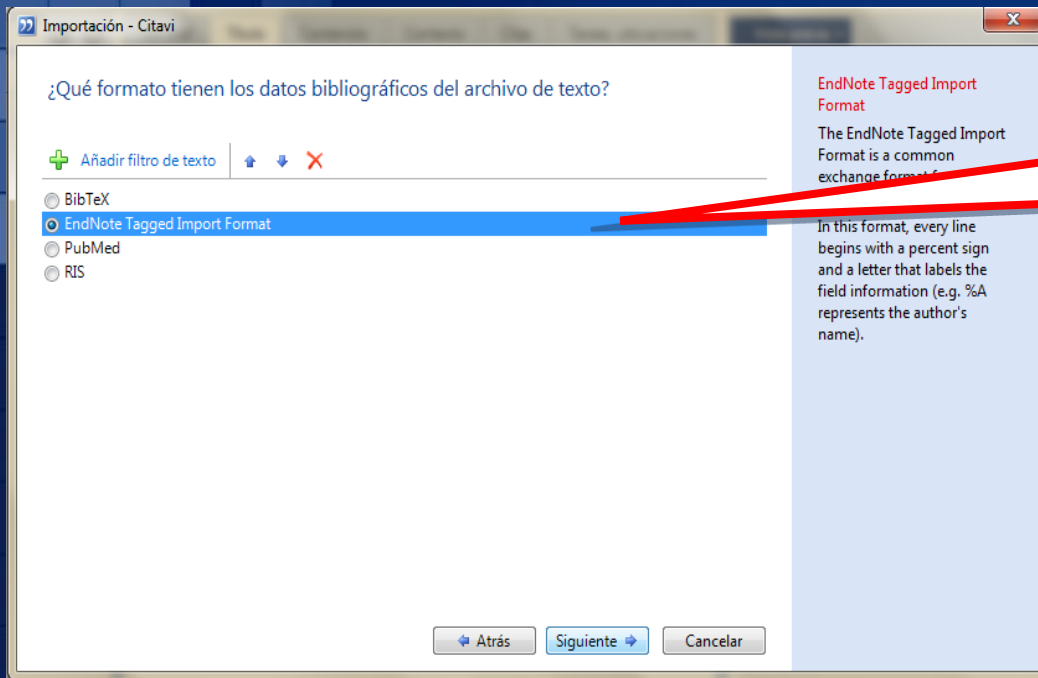 Importación - Citavi
¿Qué formato tienen los datos bibliográficos del archivo de texto?
Añadir filtro de texto
BibTeX
EndNote Tagged Import Format
PubMed
RIS
Atrás
Siguiente
Cancelar
EndNote Tagged Import
Format
The EndNote Tagged Import
Format is a common
exchange format
In this format, every line
begins with a percent sign
and a letter that labels the
field information (e.g. %A
represents the author's
name).